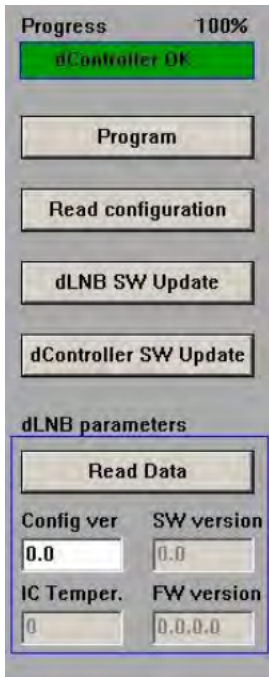 Progress 100%
dController OK
Program
Read configuration
dLNB SW Update
dController SW Update
dLNB parameters
Read Data
Config ver SW version
0.0 0.0
IC Temper. FW version
0 0.0.0.0